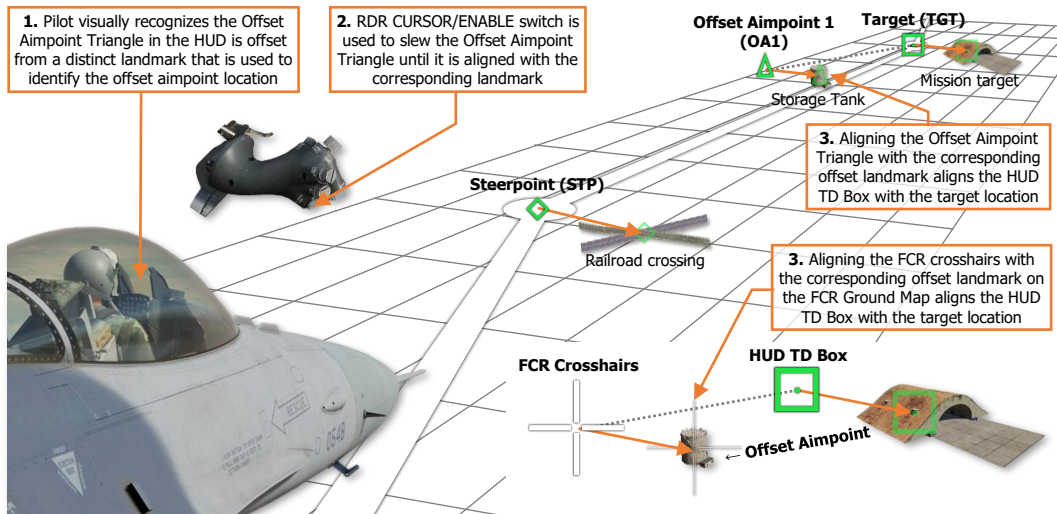 1. Pilot visually recognizes the Offset
Aimpoint Triangle in the HUD is offset
from a distinct landmark that is used to
identify the offset aimpoint location
2. RDR CURSOR/ENABLE switch is
used to slew the Offset Aimpoint
Triangle until it is aligned with the
corresponding landmark
Offset Aimpoint 1
(OA1)
Target (TGT)
Mission target
Storage Tank
3. Aligning the Offset Aimpoint
Triangle with the corresponding
offset landmark aligns the HUD
TD Box with the target location
Steerpoint (STP)
Railroad crossing
3. Aligning the FCR crosshairs with
the corresponding offset landmark on
the FCR Ground Map aligns the HUD
TD Box with the target location
FCR Crosshairs
HUD TD Box
← Offset Aimpoint
RESCUE
0548